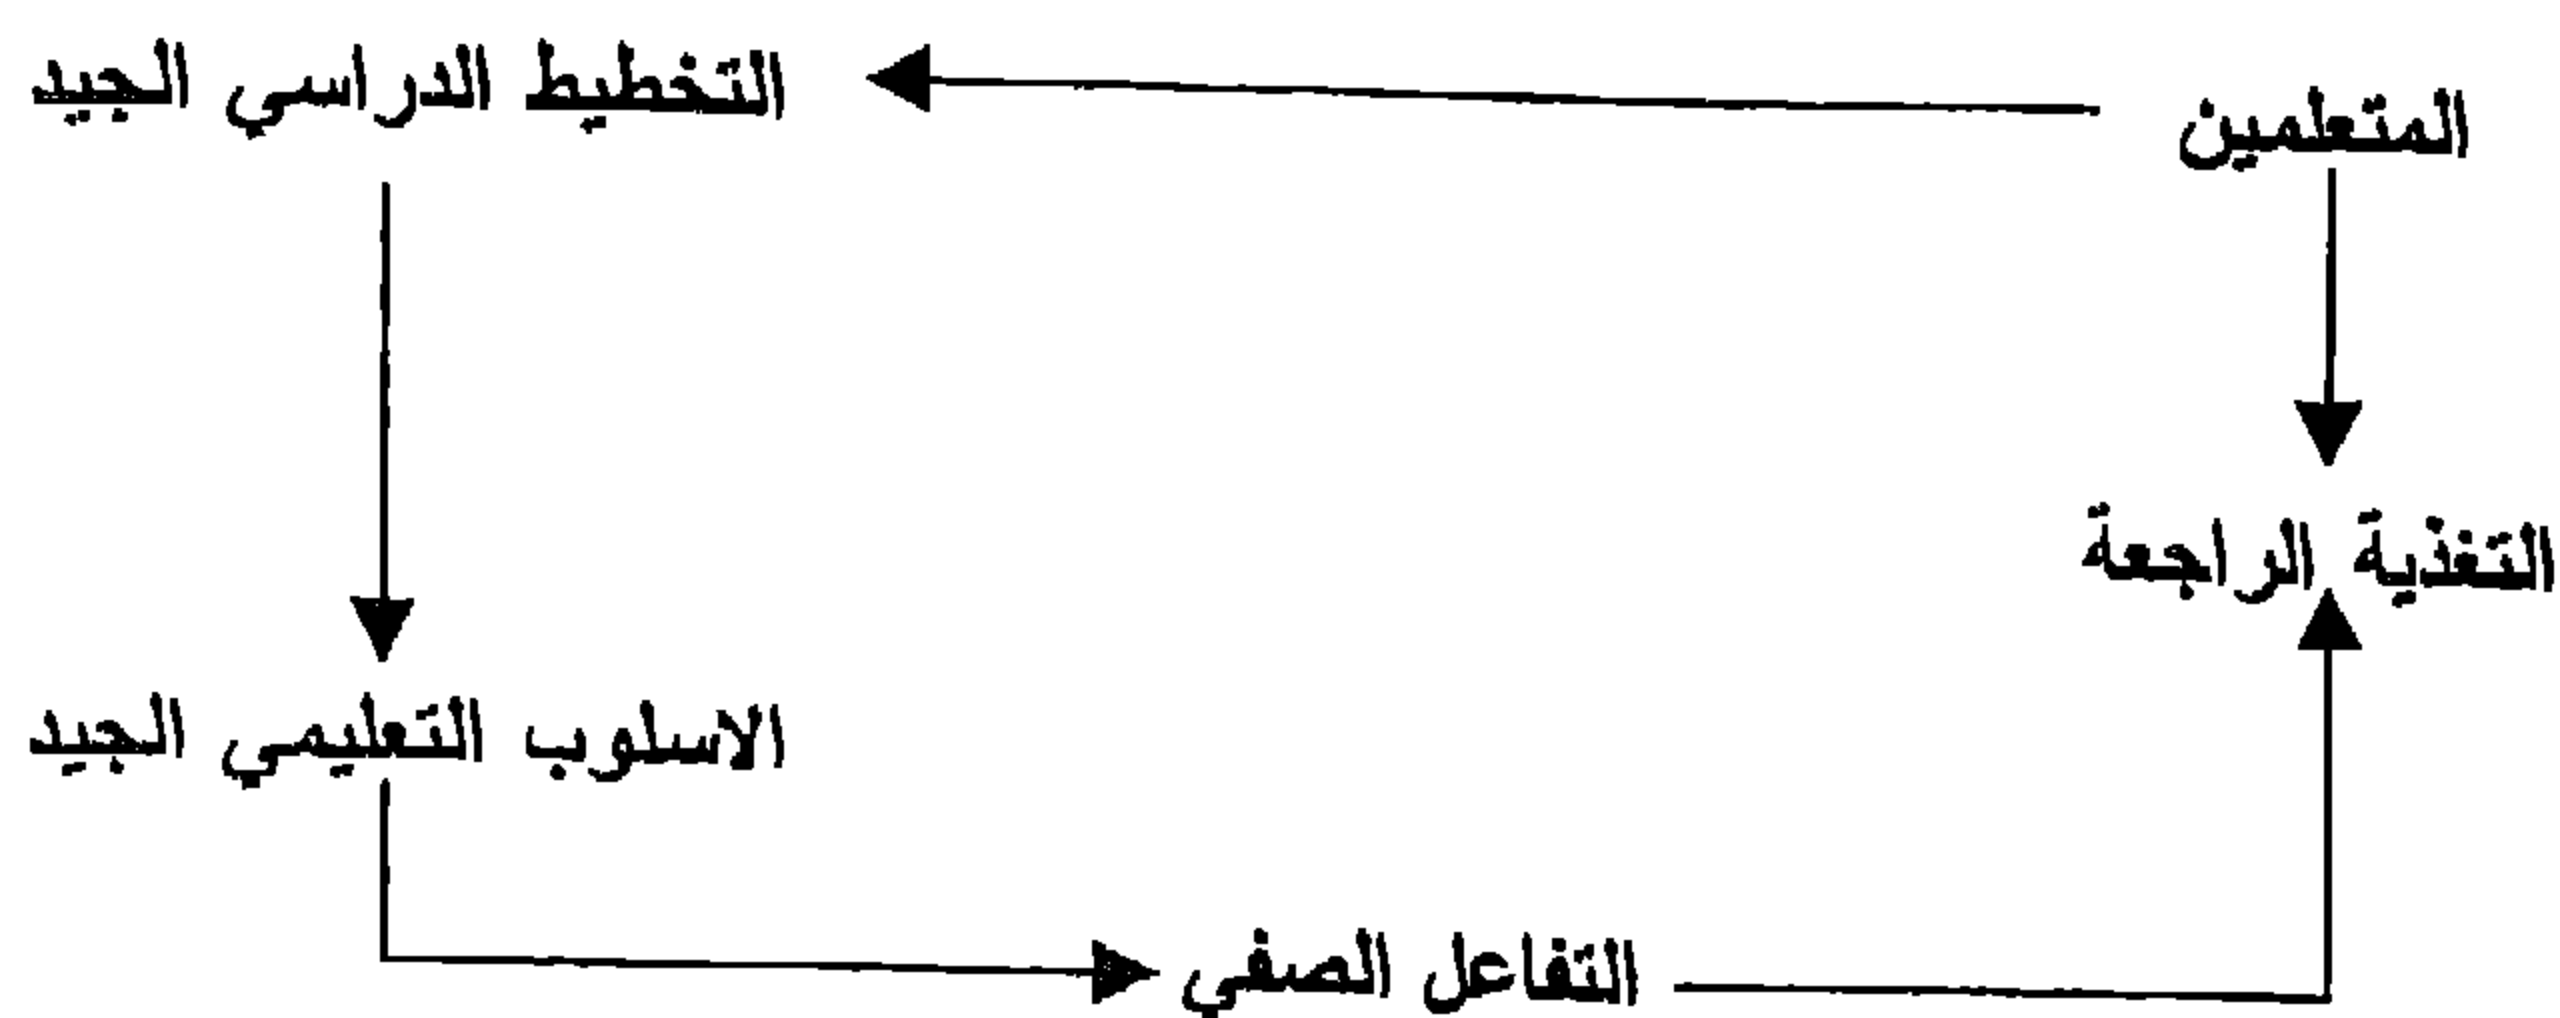 المتعلمين
التخطيط الدراسي الجيد
التغذية الراجعة
الاسلوب التعليمي الجيد
التفاعل الصفي